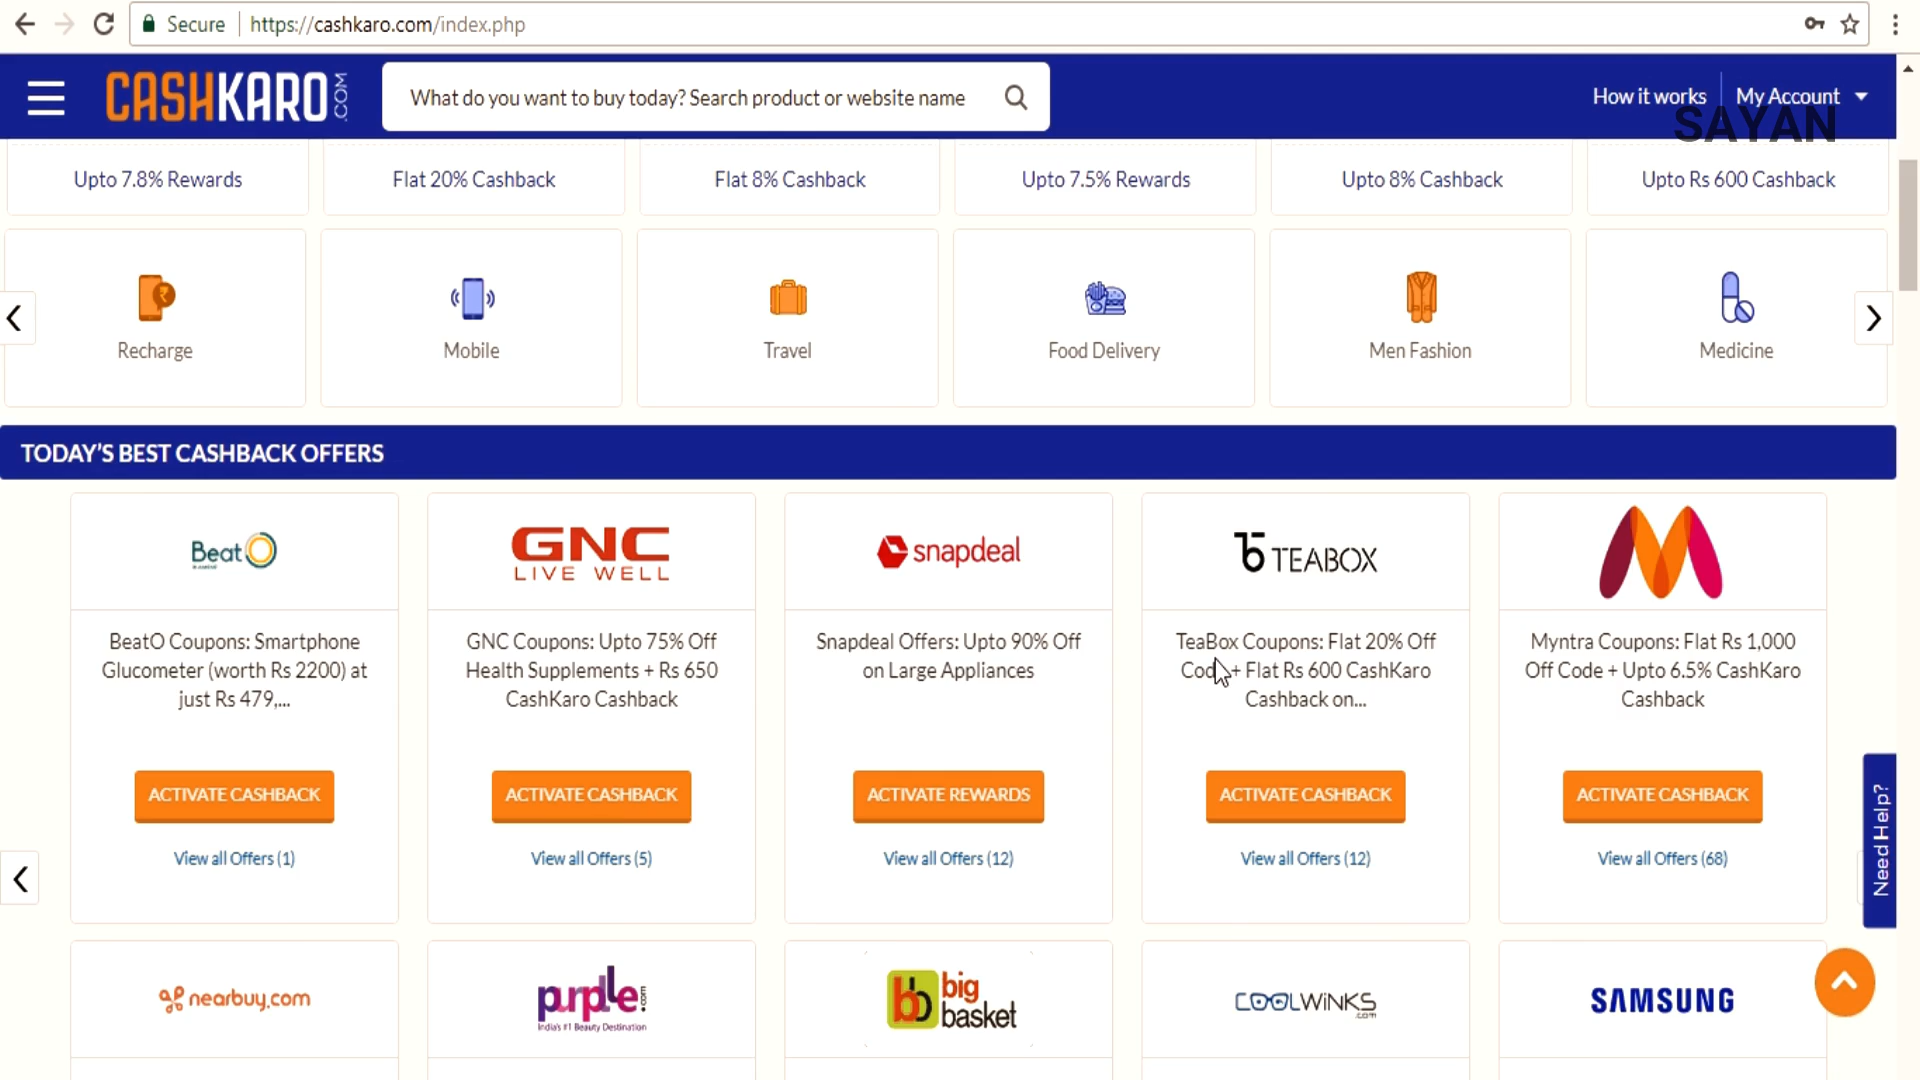 Secure https://cashkaro.com/index.php
CASHKARO.COM
What do you want to buy today? Search product or website name
How it works
My Account
SAYAN
Upto 7.8% Rewards
Flat 20% Cashback
Flat 8% Cashback
Upto 7.5% Rewards
Upto 8% Cashback
Upto Rs 600 Cashback
Recharge
Mobile
Travel
Food Delivery
Men Fashion
Medicine
TODAY'S BEST CASHBACK OFFERS
BeatO
BeatO Coupons: Smartphone
Glucometer (worth Rs 2200) at
just Rs 479,...
ACTIVATE CASHBACK
View all Offers (1)
GNC
LIVE WELL
GNC Coupons: Upto 75% Off
Health Supplements + Rs 650
CashKaro Cashback
ACTIVATE CASHBACK
View all Offers (5)
snapdeal
Snapdeal Offers: Upto 90% Off
on Large Appliances
ACTIVATE REWARDS
View all Offers (12)
TEABOX
TeaBox Coupons: Flat 20% Off
Code + Flat Rs 600 CashKaro
Cashback on...
ACTIVATE CASHBACK
View all Offers (12)
Myntra Coupons: Flat Rs 1,000
Off Code + Upto 6.5% CashKaro
Cashback
ACTIVATE CASHBACK
View all Offers (68)
Need Help?
nearbuy.com
purplle.com
India's #1 Beauty Destination
bb big
basket
COOLWiNKS
.com
SAMSUNG